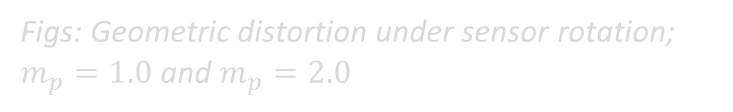 Figs: Geometric distortion under sensor rotation;
m_p = 1.0 and m_p = 2.0